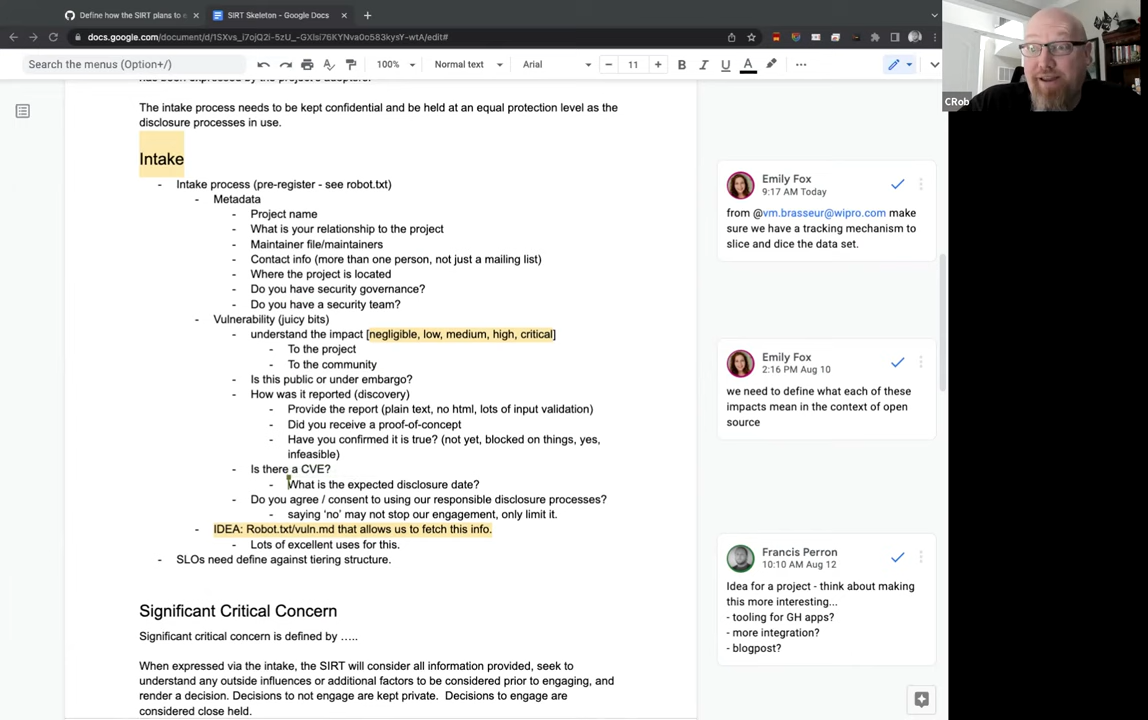 Define how the SIRT plans to e
SIRT Skeleton - Google Docs
docs.google.com/document/d/1SXvs_i7ojQ2i-5zU_-GXlsi76KYNva0o583kysY-wtA/edit#
Search the menus (Option+/)
100%
Normal text
Arial
11
B I U A
has been expressed by the project's adopters.
The intake process needs to be kept confidential and be held at an equal protection level as the
disclosure processes in use.
Intake
- Intake process (pre-register - see robot.txt)
- Metadata
- Project name
- What is your relationship to the project
- Maintainer file/maintainers
- Contact info (more than one person, not just a mailing list)
- Where the project is located
- Do you have security governance?
- Do you have a security team?
- Vulnerability (juicy bits)
- understand the impact [negligible, low, medium, high, critical]
- To the project
- To the community
- Is this public or under embargo?
- How was it reported (discovery)
- Provide the report (plain text, no html, lots of input validation)
- Did you receive a proof-of-concept
- Have you confirmed it is true? (not yet, blocked on things, yes,
infeasible)
- Is there a CVE?
- What is the expected disclosure date?
- Do you agree / consent to using our responsible disclosure processes?
- saying 'no' may not stop our engagement, only limit it.
- IDEA: Robot.txt/vuln.md that allows us to fetch this info.
- Lots of excellent uses for this.
- SLOs need define against tiering structure.
Significant Critical Concern
Significant critical concern is defined by …..
When expressed via the intake, the SIRT will consider all information provided, seek to
understand any outside influences or additional factors to be considered prior to engaging, and
render a decision. Decisions to not engage are kept private.  Decisions to engage are
considered close held.
Emily Fox
9:17 AM Today
from @vm.brasseur@wipro.com make
sure we have a tracking mechanism to
slice and dice the data set.
Emily Fox
2:16 PM Aug 10
we need to define what each of these
impacts mean in the context of open
source
Francis Perron
10:10 AM Aug 12
Idea for a project - think about making
this more interesting...
- tooling for GH apps?
- more integration?
- blogpost?
CRob